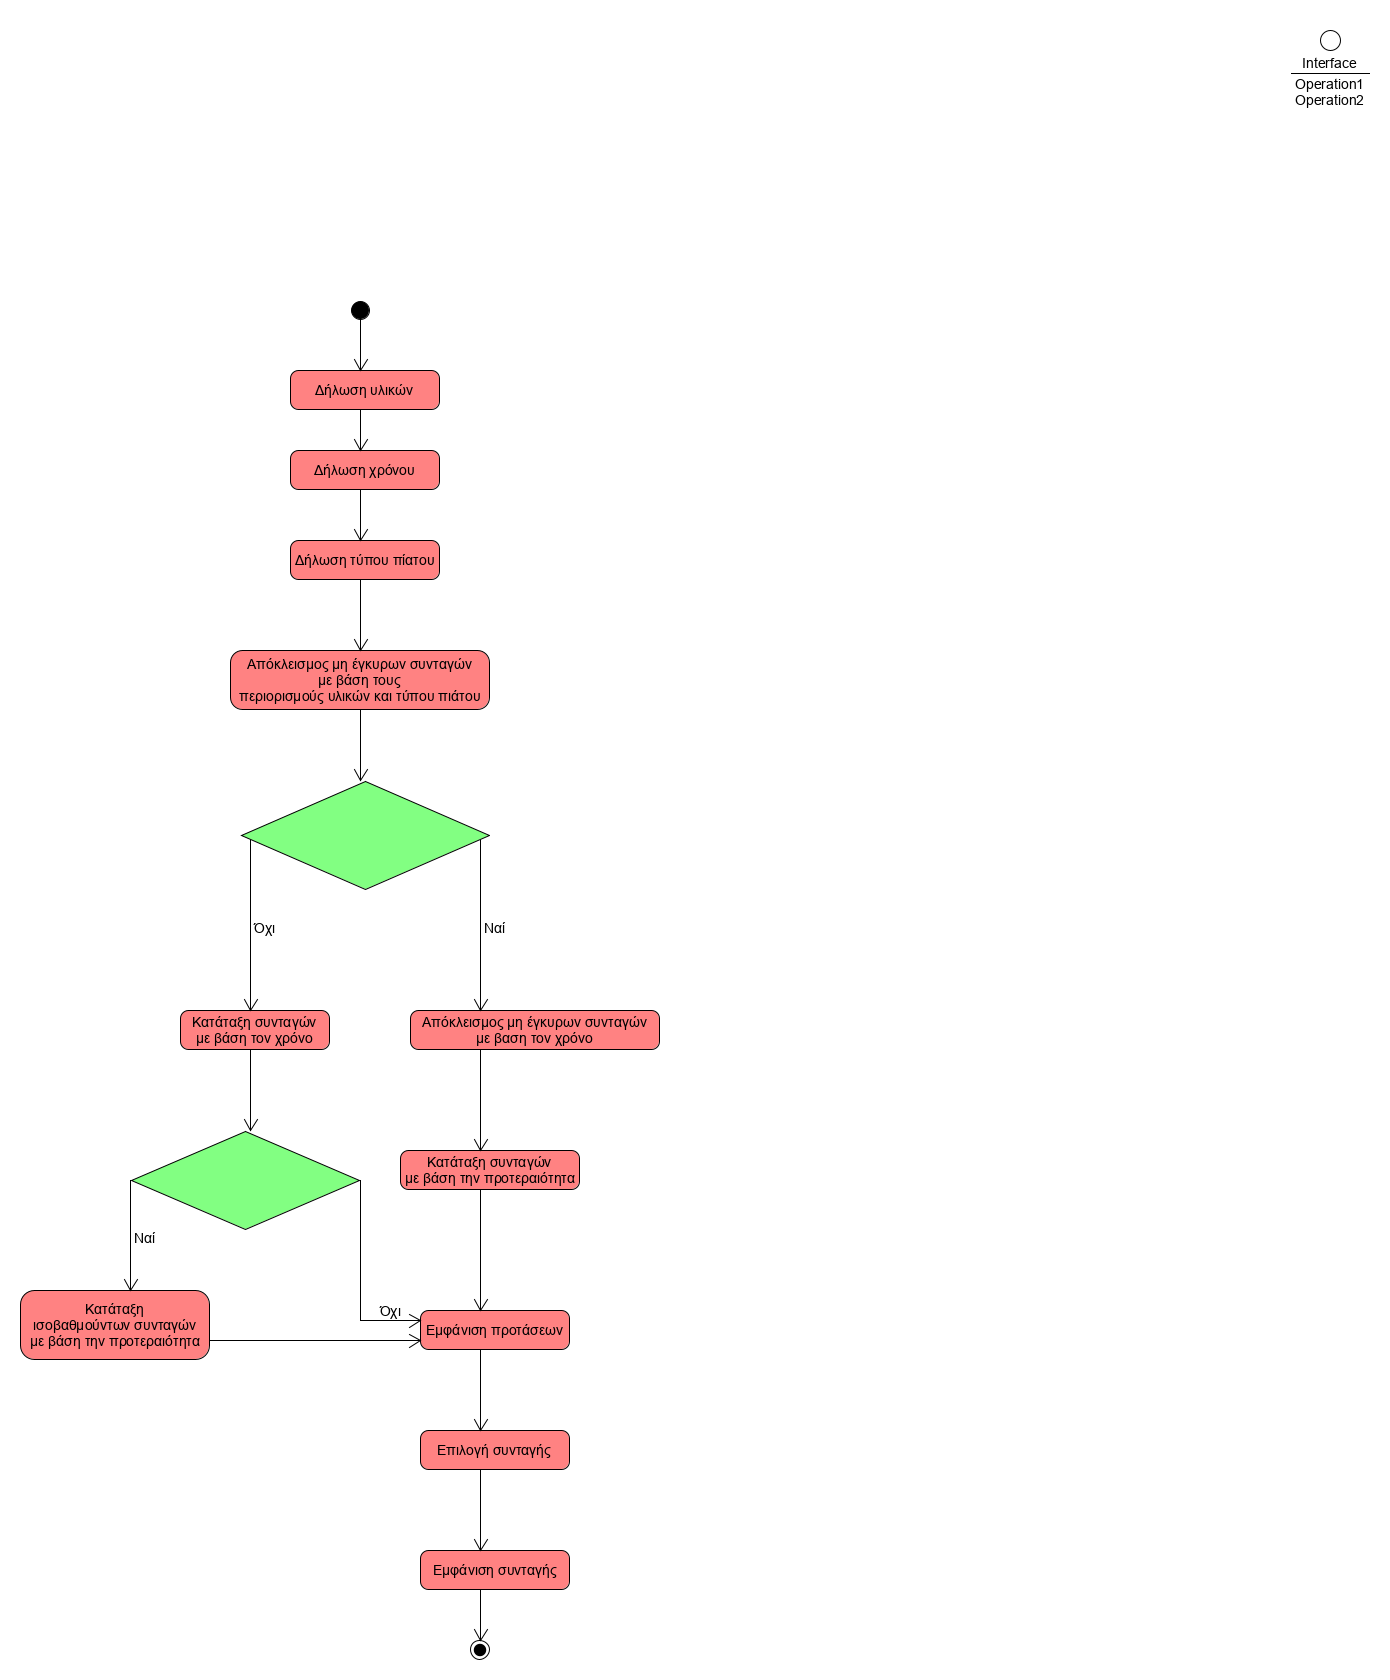 Interface
Operation1
Operation2
Δήλωση υλικών
Δήλωση χρόνου
Δήλωση τύπου πίατου
Απόκλεισμος μη έγκυρων συνταγών
με βάση τους
περιορισμούς υλικών και τύπου πιάτου
Όχι
Ναί
Κατάταξη συνταγών
με βάση τον χρόνο
Απόκλεισμος μη έγκυρων συνταγών
με βαση τον χρόνο
Κατάταξη συνταγών
με βάση την προτεραιότητα
Ναί
Κατάταξη
ισοβαθμούντων συνταγών
με βάση την προτεραιότητα
Όχι
Εμφάνιση προτάσεων
Επιλογή συνταγής
Εμφάνιση συνταγής